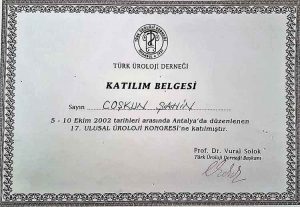 TÜRK ÜROLOJİ DERNEĞİ
KATILIM BELGESİ
Sayın COŞKUN ŞAHİN
5 - 10 Ekim 2002 tarihleri arasında Antalya'da düzenlenen
17. ULUSAL ÜROLOJİ KONGRESİ'ne katılmıştır.
Prof. Dr. Vural Solok
Türk Üroloji Derneği Başkanı